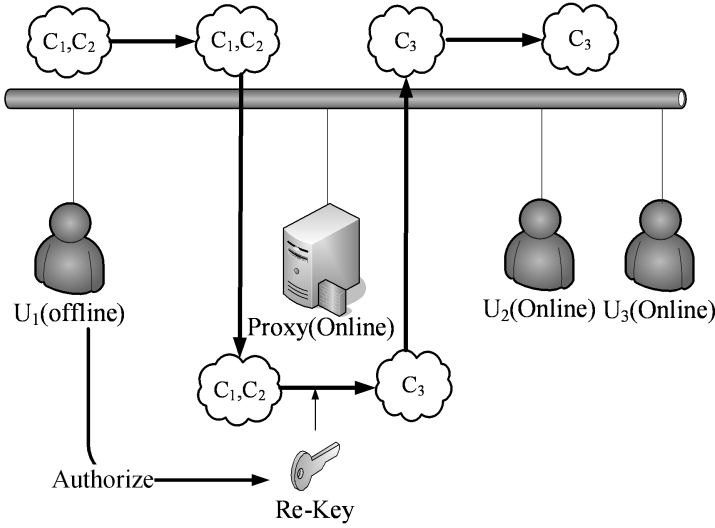 C₁,C₂
C₁,C₂
C₃
C₃
U₁(offline)
Proxy(Online)
U₂(Online)
U₃(Online)
C₁,C₂
C₃
Authorize
Re-Key